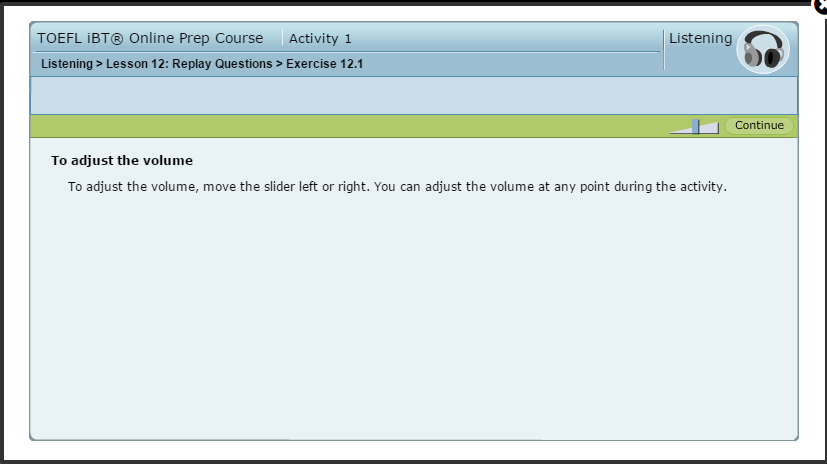 TOEFL iBT® Online Prep Course Activity 1 Listening
Listening > Lesson 12: Replay Questions > Exercise 12.1
Continue
To adjust the volume
To adjust the volume, move the slider left or right. You can adjust the volume at any point during the activity.